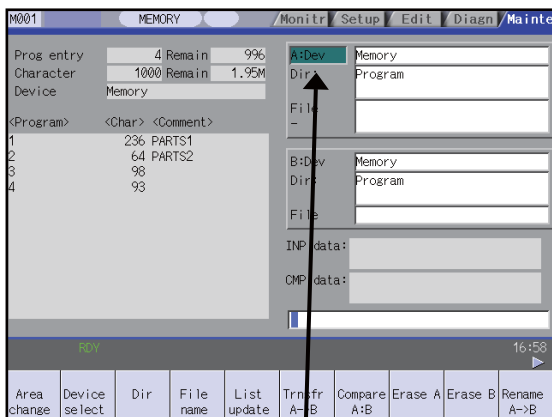 M001 MEMORY Monitr Setup Edit Diagn Mainte
Prog entry 4 Remain 996
Character 1000 Remain 1.95M
Device Memory
<Program> <Char> <Comment>
1 236 PARTS1
2 64 PARTS2
3 98
4 93
A:Dev Memory
Dir: Program
File
-
B:Dev Memory
Dir: Program
File
INP data:
CMP data:
RDY 16:58
Area change
Device select
Dir
File name
List update
Trnsfr A->B
Compare A:B
Erase A
Erase B
Rename A->B